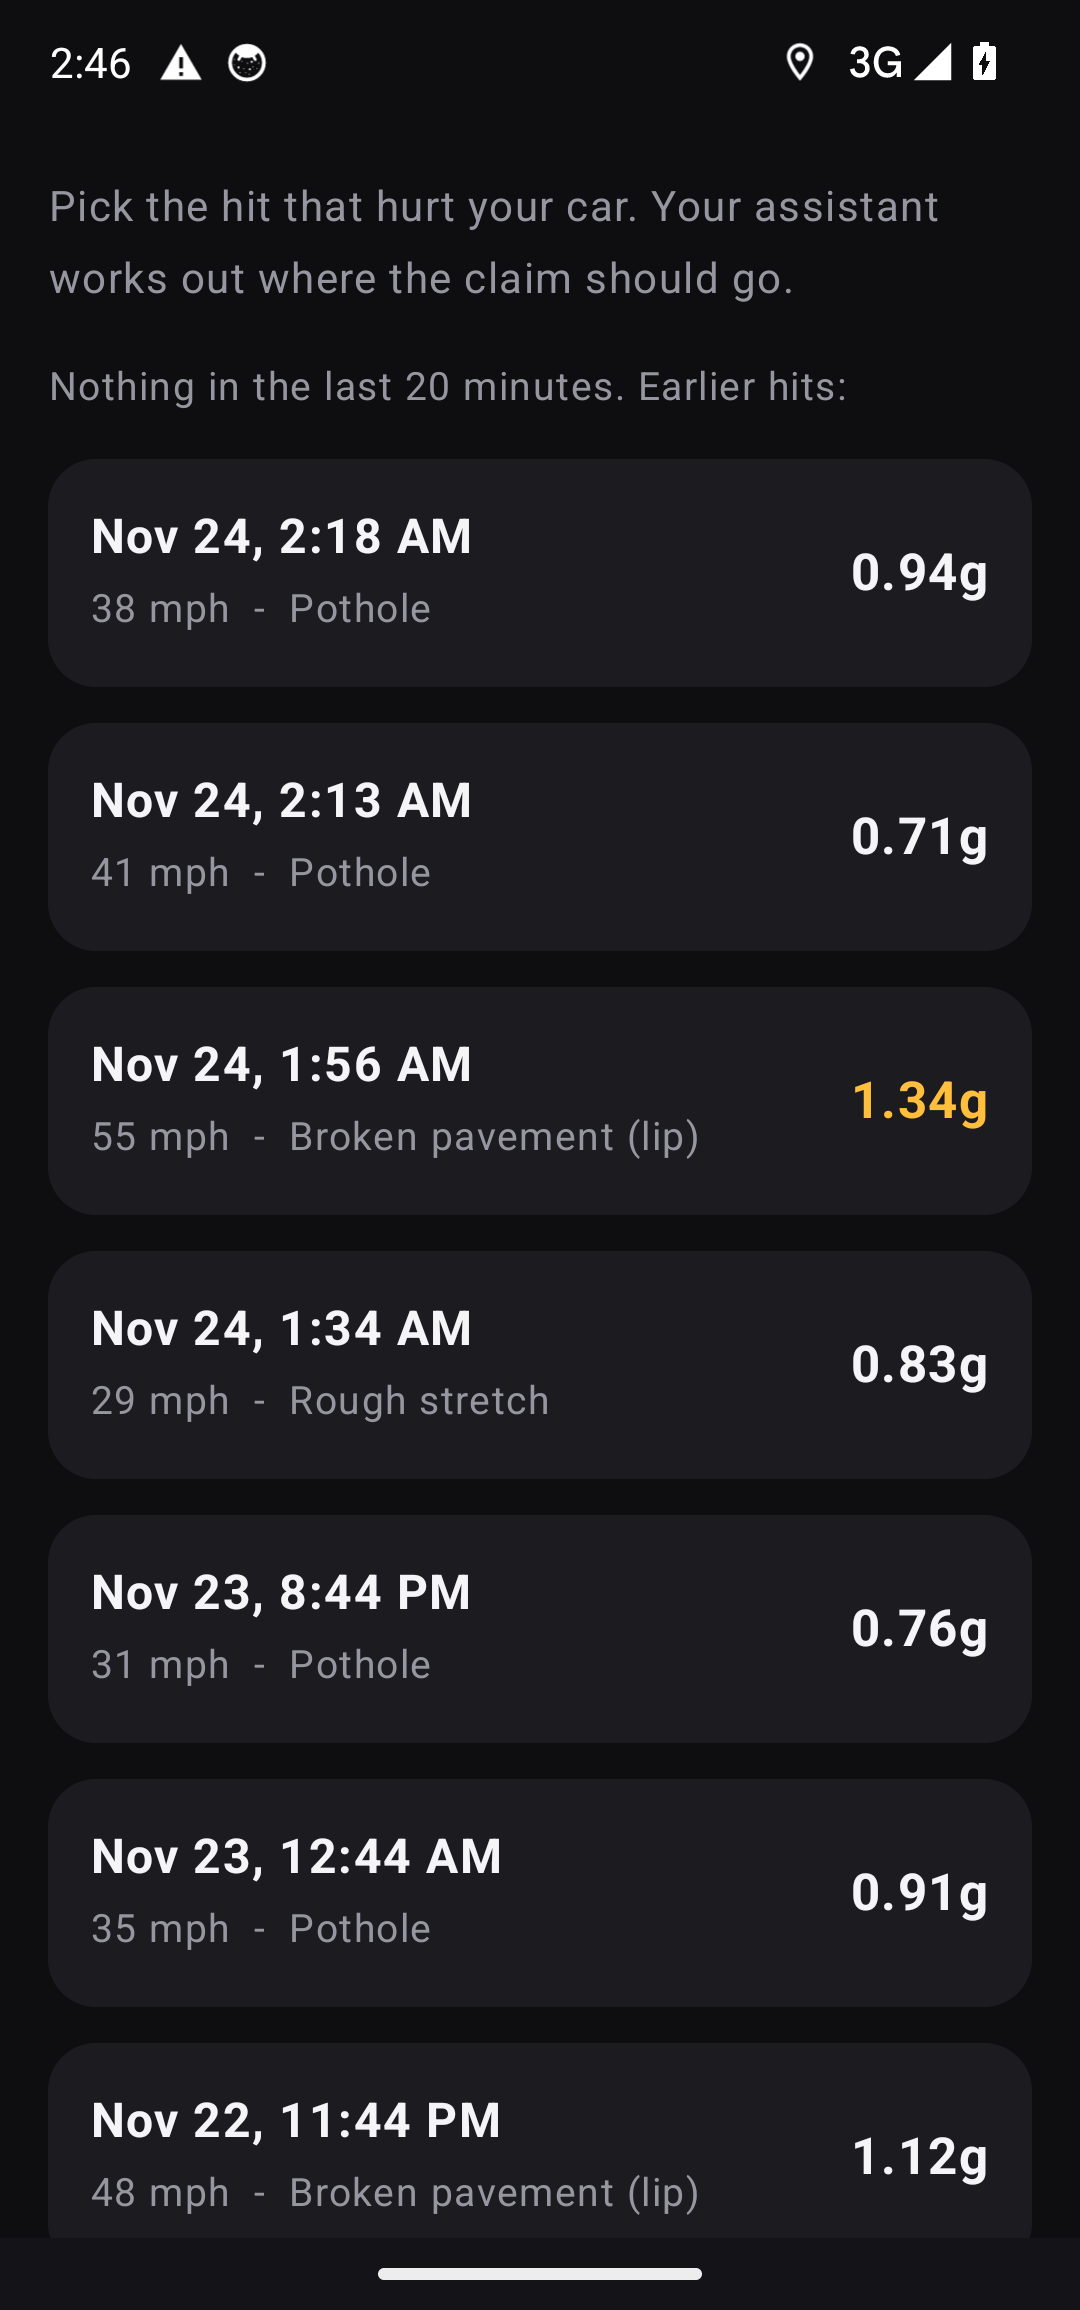 2:46
3G
Pick the hit that hurt your car. Your assistant
works out where the claim should go.
Nothing in the last 20 minutes. Earlier hits:
Nov 24, 2:18 AM
38 mph - Pothole
0.94g
Nov 24, 2:13 AM
41 mph - Pothole
0.71g
Nov 24, 1:56 AM
55 mph - Broken pavement (lip)
1.34g
Nov 24, 1:34 AM
29 mph - Rough stretch
0.83g
Nov 23, 8:44 PM
31 mph - Pothole
0.76g
Nov 23, 12:44 AM
35 mph - Pothole
0.91g
Nov 22, 11:44 PM
48 mph - Broken pavement (lip)
1.12g